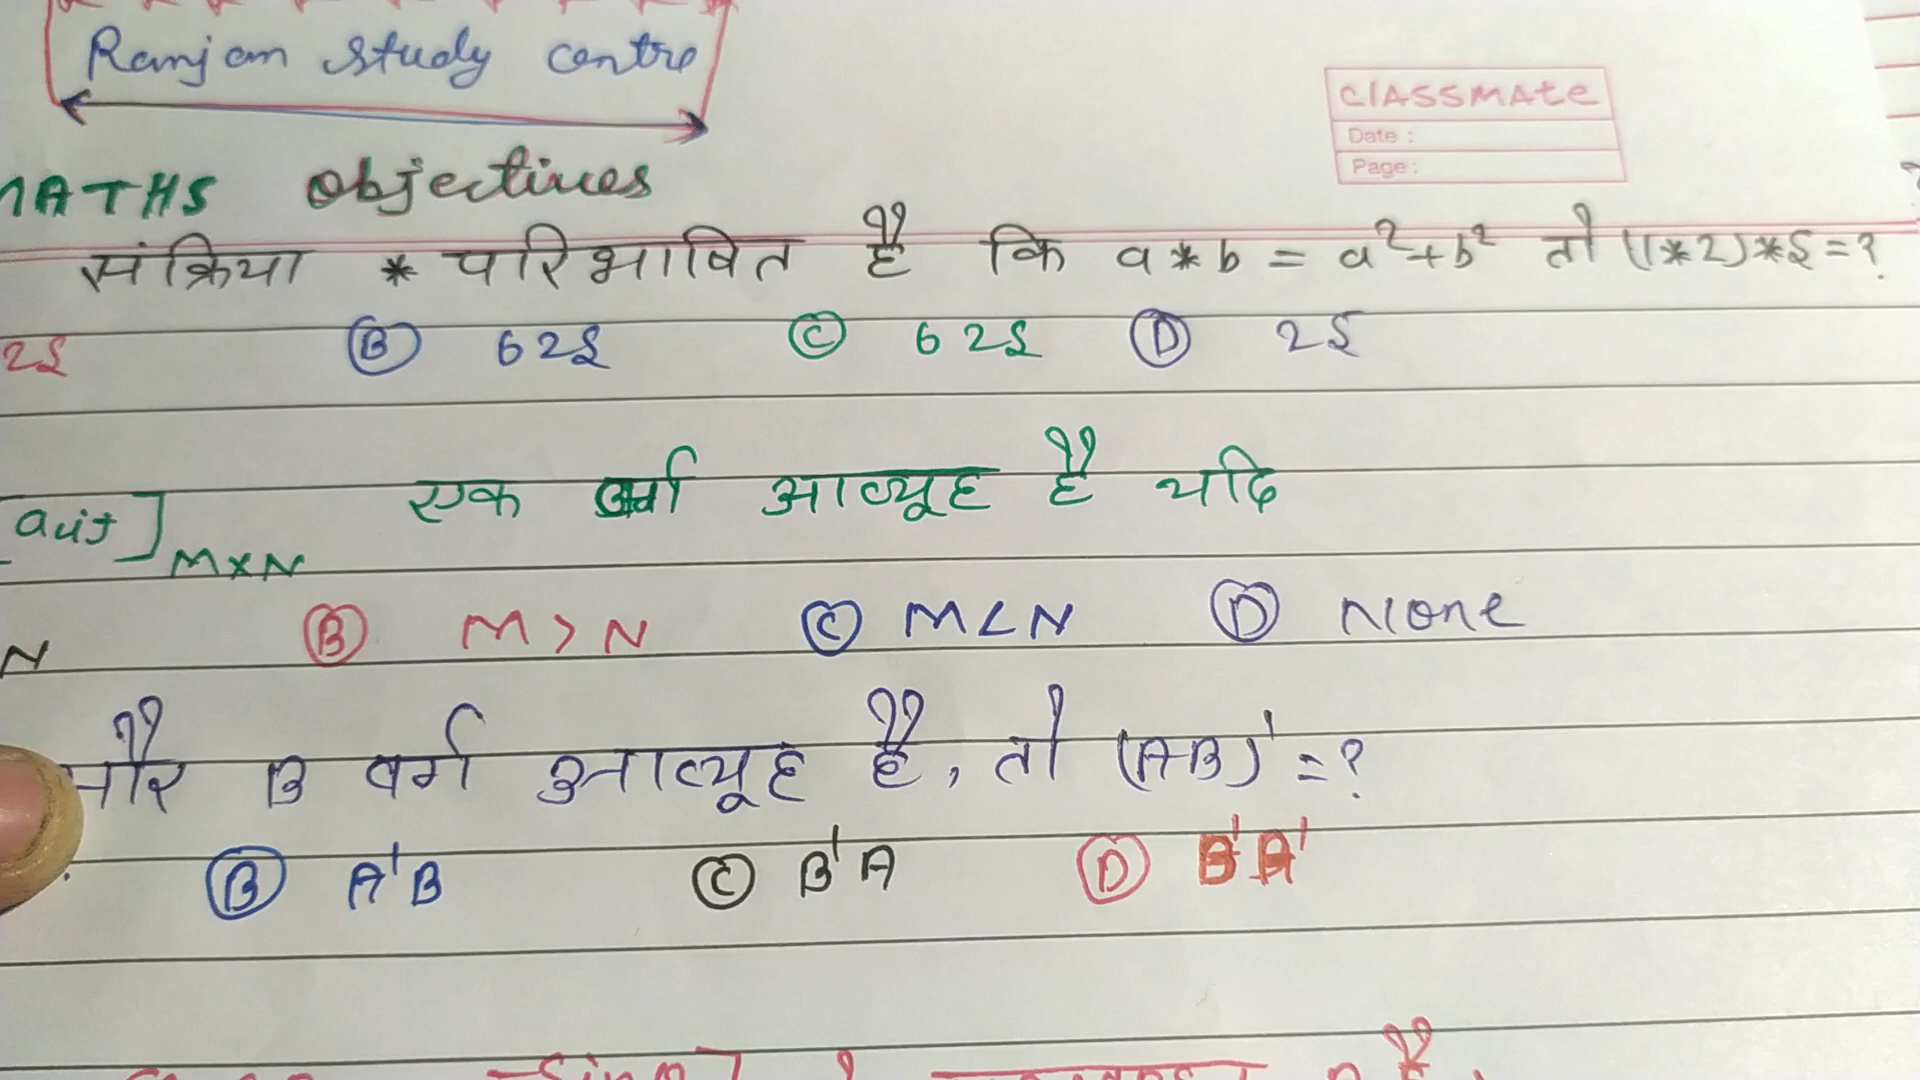 Ranjan Study centre
CLASSMATE
Date :
Page :
MATHS Objectives
संक्रिया * परिभाषित है कि a * b = a²+b² तो (1*2)*5=?
25 Ⓑ 625 Ⓒ 625 Ⓓ 25
एक वर्ग आव्यूह है यदि
[aij]M×N
N Ⓑ M > N Ⓒ M < N Ⓓ None
और B वर्ग आव्यूह है, तो (AB)' = ?
Ⓑ A'B Ⓒ B'A Ⓓ B'A'